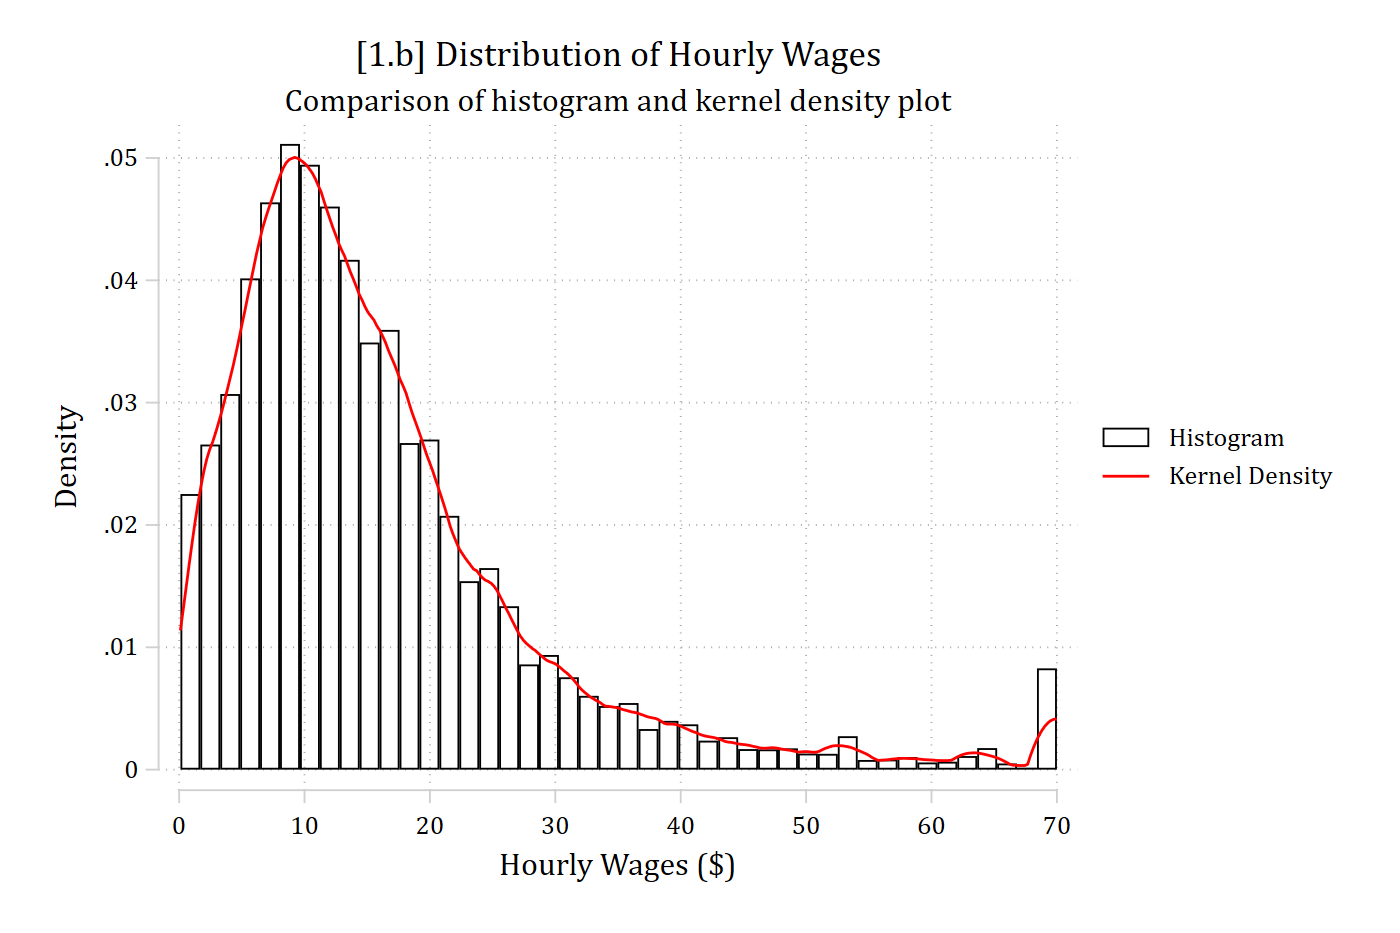 [1.b] Distribution of Hourly Wages
Comparison of histogram and kernel density plot
Density
.05
.04
.03
.02
.01
0
0 10 20 30 40 50 60 70
Hourly Wages ($)
Histogram
Kernel Density